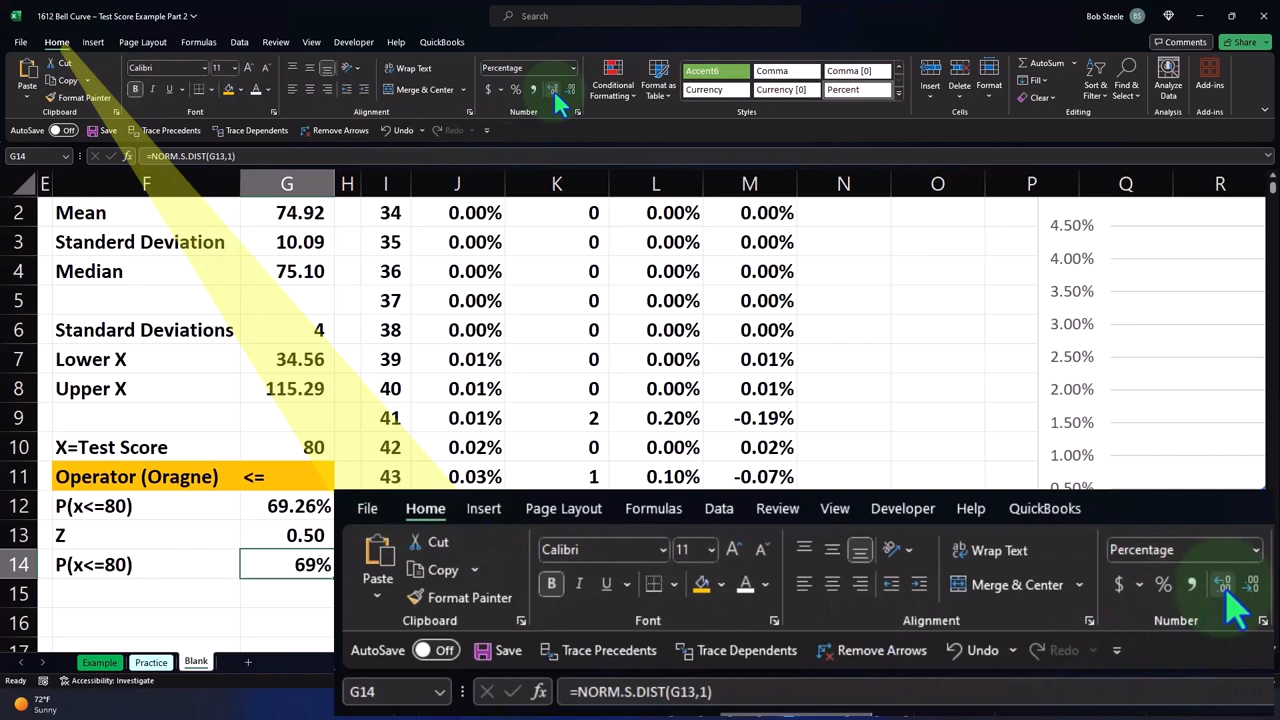 1612 Bell Curve – Test Score Example Part 2
Search
Bob Steele BS
File Home Insert Page Layout Formulas Data Review View Developer Help QuickBooks
Comments Share
Cut
Copy
Format Painter
Paste
Calibri 11
Wrap Text
Merge & Center
Percentage
Conditional Formatting
Format as Table
Accent6 Comma Comma [0]
Currency Currency [0] Percent
Insert Delete Format
AutoSum
Fill
Clear
Sort & Filter
Find & Select
Analyze Data
Add-ins
Clipboard Font Alignment Number Styles Cells Editing Analysis Add-ins
AutoSave Off Save Trace Precedents Trace Dependents Remove Arrows Undo Redo
G14 fx =NORM.S.DIST(G13,1)
E F G H I J K L M N O P Q R
2 Mean 74.92 34 0.00% 0 0.00% 0.00% 4.50%
3 Standerd Deviation 10.09 35 0.00% 0 0.00% 0.00% 4.00%
4 Median 75.10 36 0.00% 0 0.00% 0.00% 3.50%
5 37 0.00% 0 0.00% 0.00% 3.00%
6 Standard Deviations 4 38 0.00% 0 0.00% 0.00% 2.50%
7 Lower X 34.56 39 0.01% 0 0.00% 0.01% 2.00%
8 Upper X 115.29 40 0.01% 0 0.00% 0.01%
9 41 0.01% 2 0.20% -0.19% 1.50%
10 X=Test Score 80 42 0.02% 0 0.00% 0.02% 1.00%
11 Operator (Oragne) <= 43 0.03% 1 0.10% -0.07% 0.50%
12 P(x<=80) 69.26%
13 Z 0.50
14 P(x<=80) 69%
15
16
17
File Home Insert Page Layout Formulas Data Review View Developer Help QuickBooks
Cut
Copy
Format Painter
Paste
Calibri 11
Wrap Text
Merge & Center
Percentage
Clipboard Font Alignment Number
AutoSave Off Save Trace Precedents Trace Dependents Remove Arrows Undo Redo
G14 fx =NORM.S.DIST(G13,1)
Example Practice Blank
Ready Accessibility: Investigate
72°F
Sunny